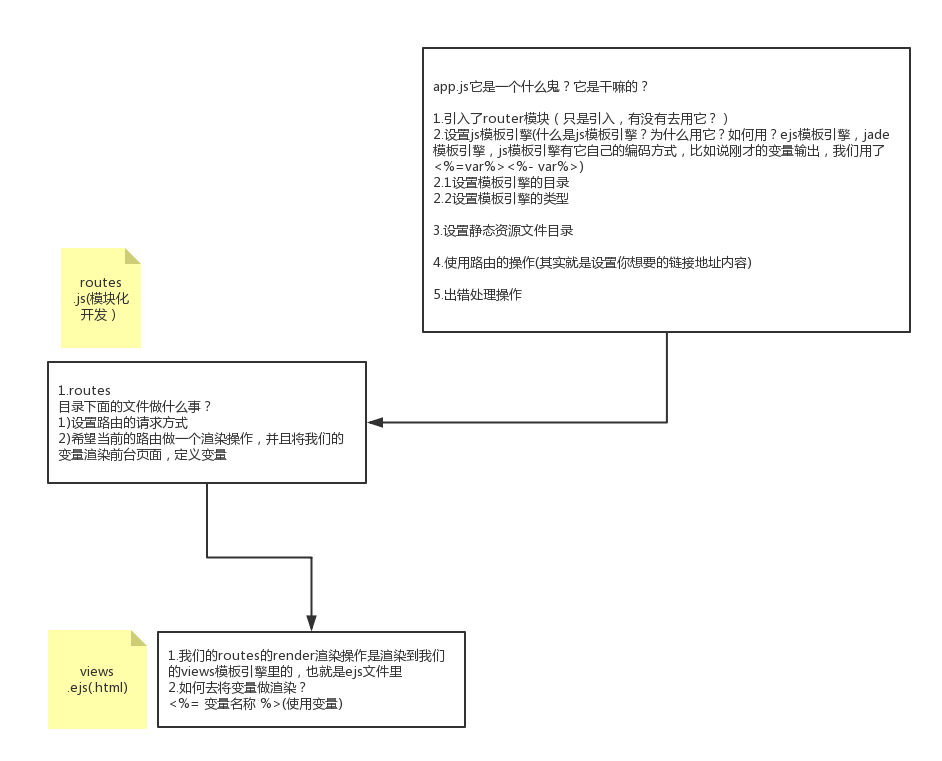 app.js它是一个什么鬼？它是干嘛的？
1.引入了router模块（只是引入，有没有去用它？）
2.设置js模板引擎(什么是js模板引擎？为什么用它？如何用？ejs模板引擎，jade
模板引擎，js模板引擎有它自己的编码方式，比如说刚才的变量输出，我们用了
<%=var%><%- var%>)
2.1设置模板引擎的目录
2.2设置模板引擎的类型
3.设置静态资源文件目录
4.使用路由的操作(其实就是设置你想要的链接地址内容)
5.出错处理操作
routes
.js(模块化
开发）
1.routes
目录下面的文件做什么事？
1)设置路由的请求方式
2)希望当前的路由做一个渲染操作，并且将我们的
变量渲染前台页面，定义变量
views
.ejs(.html)
1.我们的routes的render渲染操作是渲染到我们
的views模板引擎里的，也就是ejs文件里
2.如何去将变量做渲染？
<%= 变量名称 %>(使用变量)